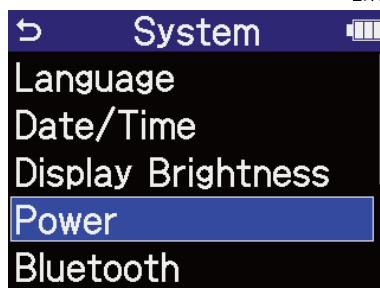 System
Language
Date/Time
Display Brightness
Power
Bluetooth